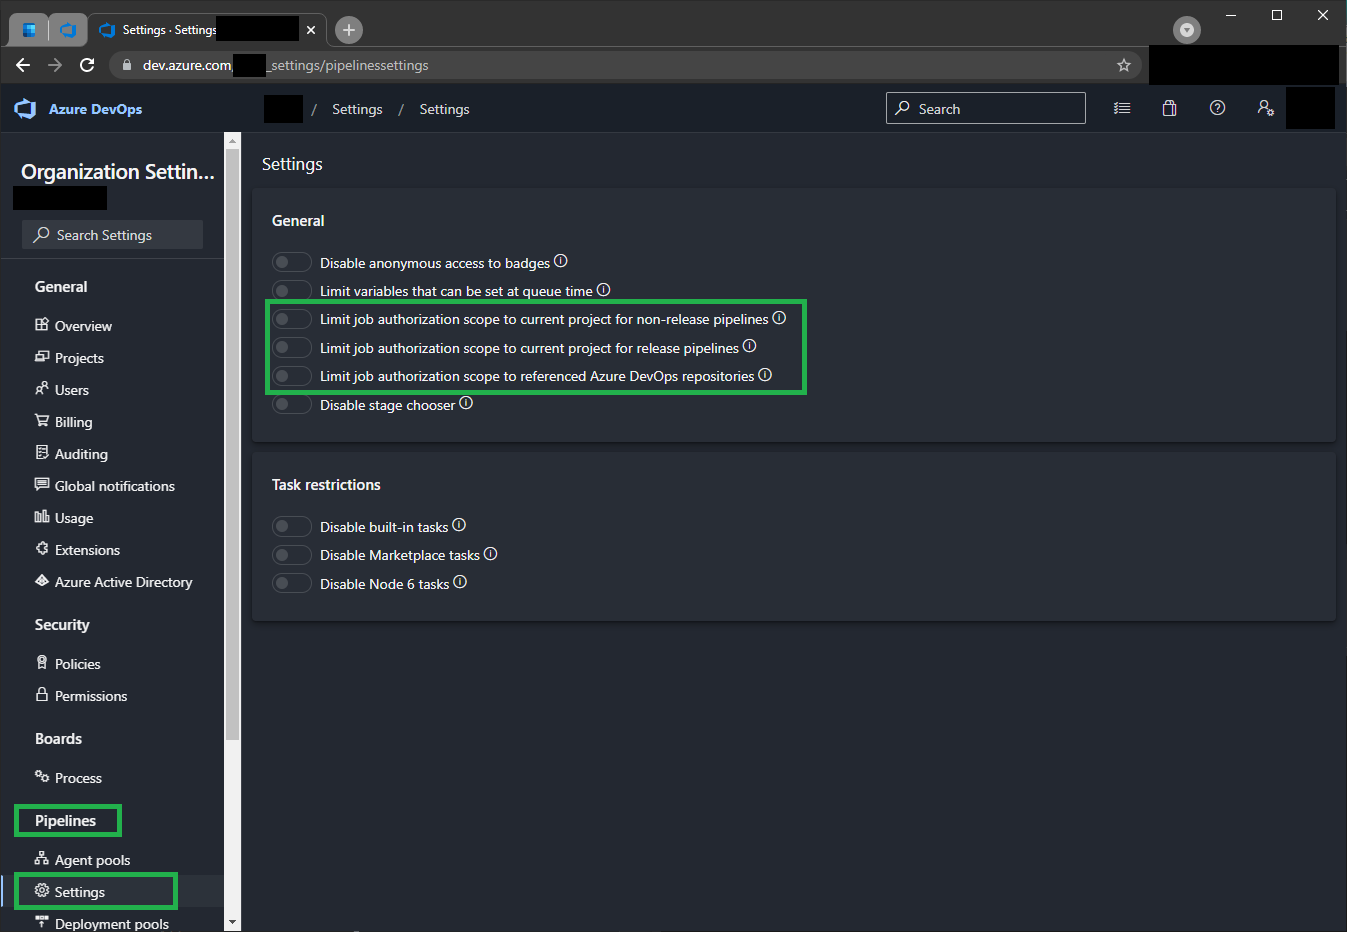 Settings · Settings
dev.azure.com
_settings/pipelinessettings
Azure DevOps
/ Settings / Settings
Search
Organization Settin...
Search Settings
General
Overview
Projects
Users
Billing
Auditing
Global notifications
Usage
Extensions
Azure Active Directory
Security
Policies
Permissions
Boards
Process
Pipelines
Agent pools
Settings
Deployment pools
Settings
General
Disable anonymous access to badges
Limit variables that can be set at queue time
Limit job authorization scope to current project for non-release pipelines
Limit job authorization scope to current project for release pipelines
Limit job authorization scope to referenced Azure DevOps repositories
Disable stage chooser
Task restrictions
Disable built-in tasks
Disable Marketplace tasks
Disable Node 6 tasks